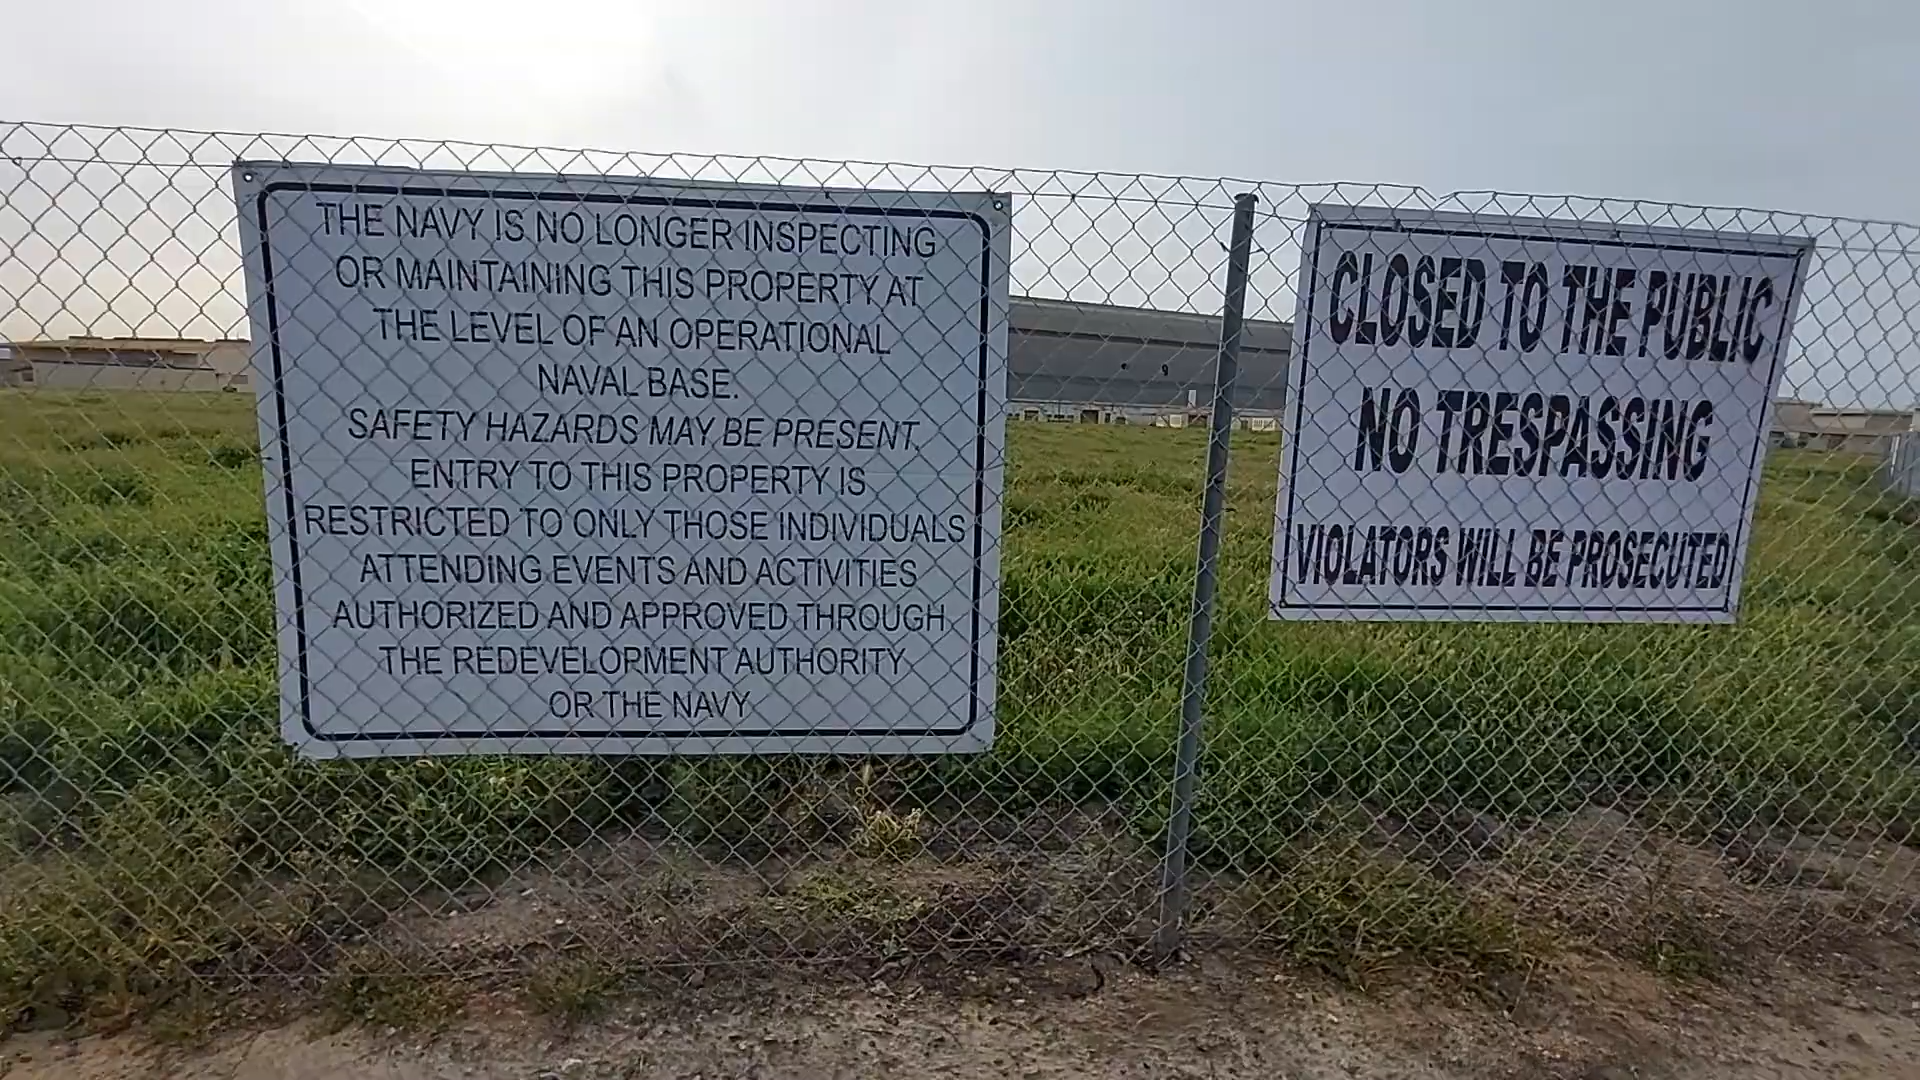 THE NAVY IS NO LONGER INSPECTING
OR MAINTAINING THIS PROPERTY AT
THE LEVEL OF AN OPERATIONAL
NAVAL BASE.
SAFETY HAZARDS MAY BE PRESENT.
ENTRY TO THIS PROPERTY IS
RESTRICTED TO ONLY THOSE INDIVIDUALS
ATTENDING EVENTS AND ACTIVITIES
AUTHORIZED AND APPROVED THROUGH
THE REDEVELOPMENT AUTHORITY
OR THE NAVY
CLOSED TO THE PUBLIC
NO TRESPASSING
VIOLATORS WILL BE PROSECUTED